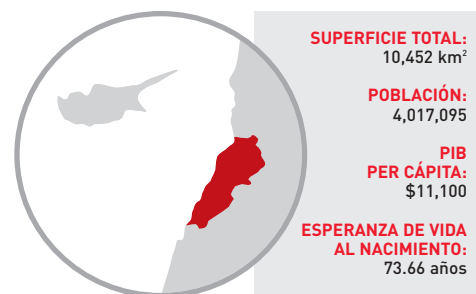 SUPERFICIE TOTAL:
10,452 km²
POBLACIÓN:
4,017,095
PIB
PER CÁPITA:
$11,100
ESPERANZA DE VIDA
AL NACIMIENTO:
73.66 años